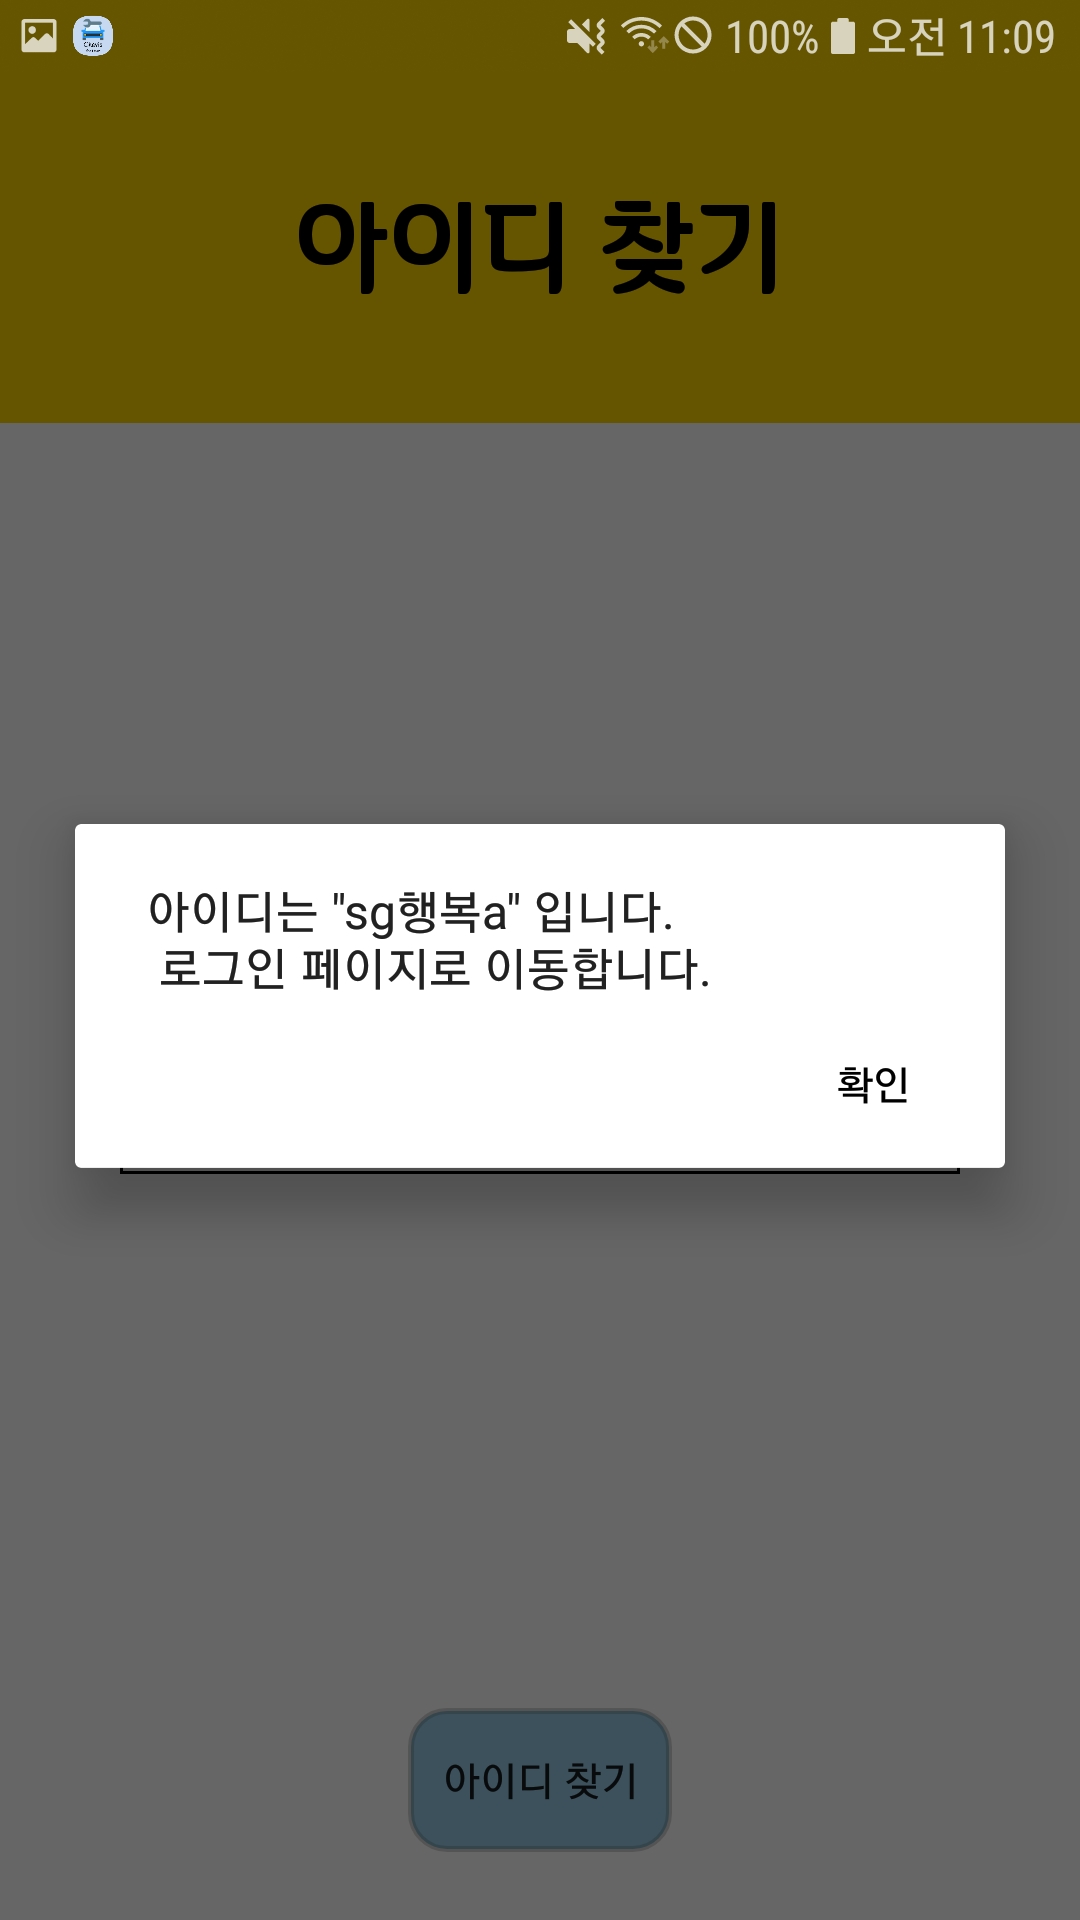 100% 오전 11:09
아이디 찾기
아이디는 "sg행복a" 입니다.
로그인 페이지로 이동합니다.
확인
아이디 찾기